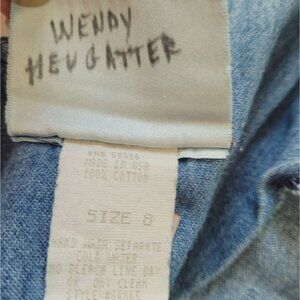 WENDY
HEUGATTER
MADE IN USA
100% COTTON
SIZE 8
HAND WASH SEPARATE
COLD WATER
NO BLEACH LINE DRY
OR DRY CLEAN
STYLE